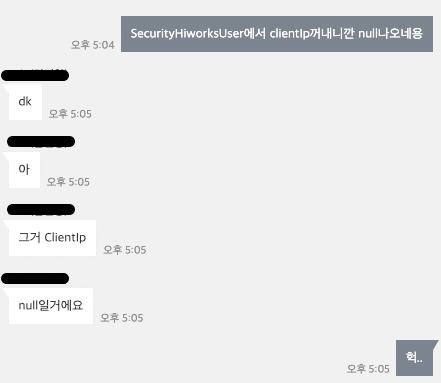 SecurityHiworksUser에서 clientIp꺼내니깐 null나오네용
오후 5:04
dk
오후 5:05
아
오후 5:05
그거 ClientIp
오후 5:05
null일거에요
오후 5:05
헉..
오후 5:05